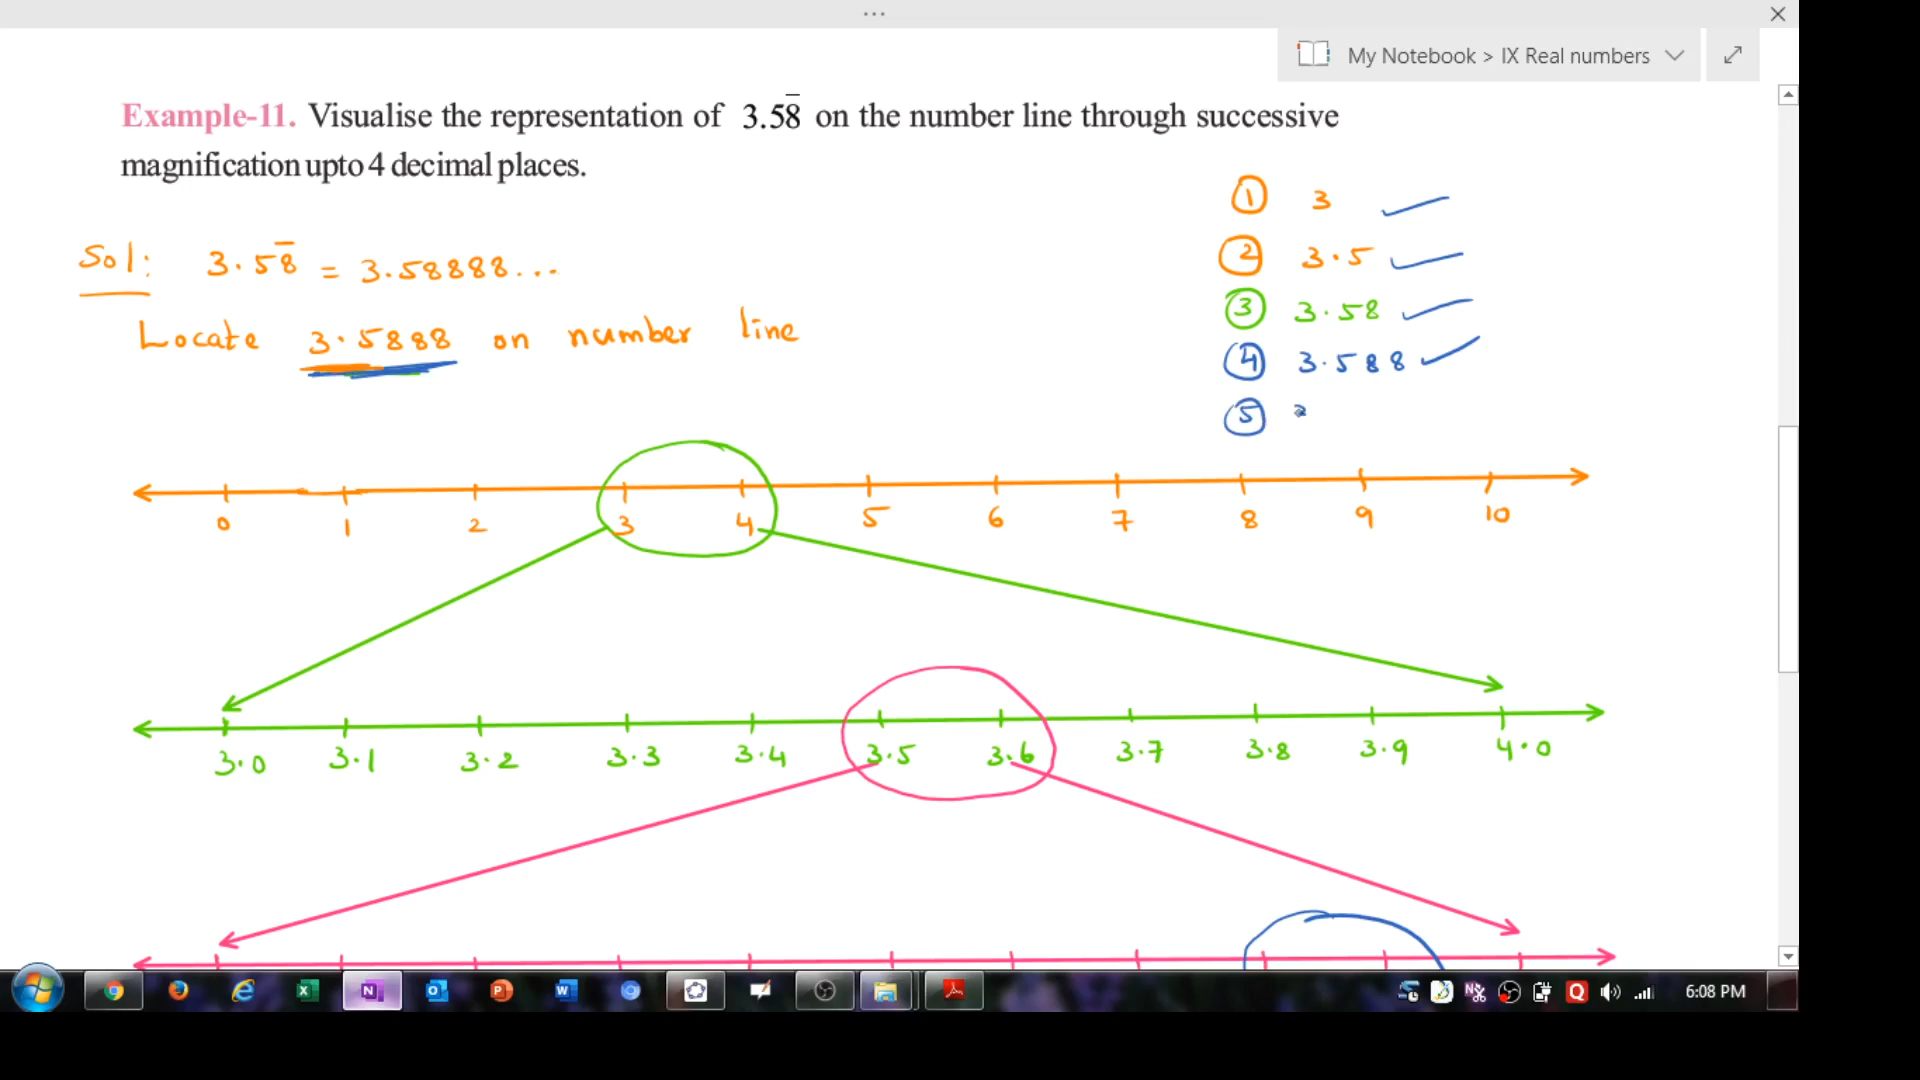 My Notebook > IX Real numbers
Example-11. Visualise the representation of 3.58̅ on the number line through successive
magnification upto 4 decimal places.
① 3
Sol: 3.58̅ = 3.58888...
② 3.5
③ 3.58
Locate 3.5888 on number line
④ 3.588
⑤
0 1 2 3 4 5 6 7 8 9 10
3.0 3.1 3.2 3.3 3.4 3.5 3.6 3.7 3.8 3.9 4.0
6:08 PM